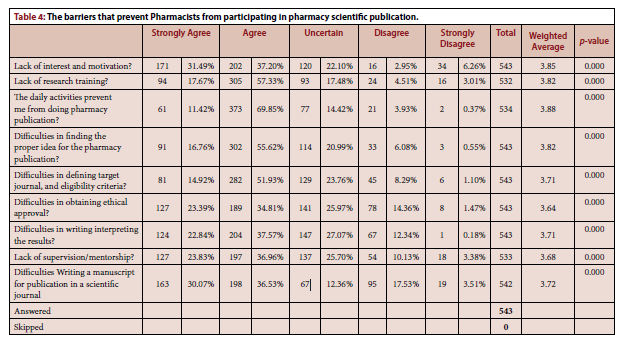 Table 4: The barriers that prevent Pharmacists from participating in pharmacy scientific publication.
Strongly Agree Agree Uncertain Disagree Strongly Disagree Total Weighted Average p-value
Lack of interest and motivation? 171 31.49% 202 37.20% 120 22.10% 16 2.95% 34 6.26% 543 3.85 0.000
Lack of research training? 94 17.67% 305 57.33% 93 17.48% 24 4.51% 16 3.01% 532 3.82 0.000
The daily activities prevent
me from doing pharmacy
publication? 61 11.42% 373 69.85% 77 14.42% 21 3.93% 2 0.37% 534 3.88 0.000
Difficulties in finding the
proper idea for the pharmacy
publication? 91 16.76% 302 55.62% 114 20.99% 33 6.08% 3 0.55% 543 3.82 0.000
Difficulties in defining target
journal, and eligibility criteria? 81 14.92% 282 51.93% 129 23.76% 45 8.29% 6 1.10% 543 3.71 0.000
Difficulties in obtaining ethical
approval? 127 23.39% 189 34.81% 141 25.97% 78 14.36% 8 1.47% 543 3.64 0.000
Difficulties in writing interpreting
the results? 124 22.84% 204 37.57% 147 27.07% 67 12.34% 1 0.18% 543 3.71 0.000
Lack of supervision/mentorship? 127 23.83% 197 36.96% 137 25.70% 54 10.13% 18 3.38% 533 3.68 0.000
Difficulties Writing a manuscript
for publication in a scientific
journal 163 30.07% 198 36.53% 67 12.36% 95 17.53% 19 3.51% 542 3.72 0.000
Answered 543
Skipped 0